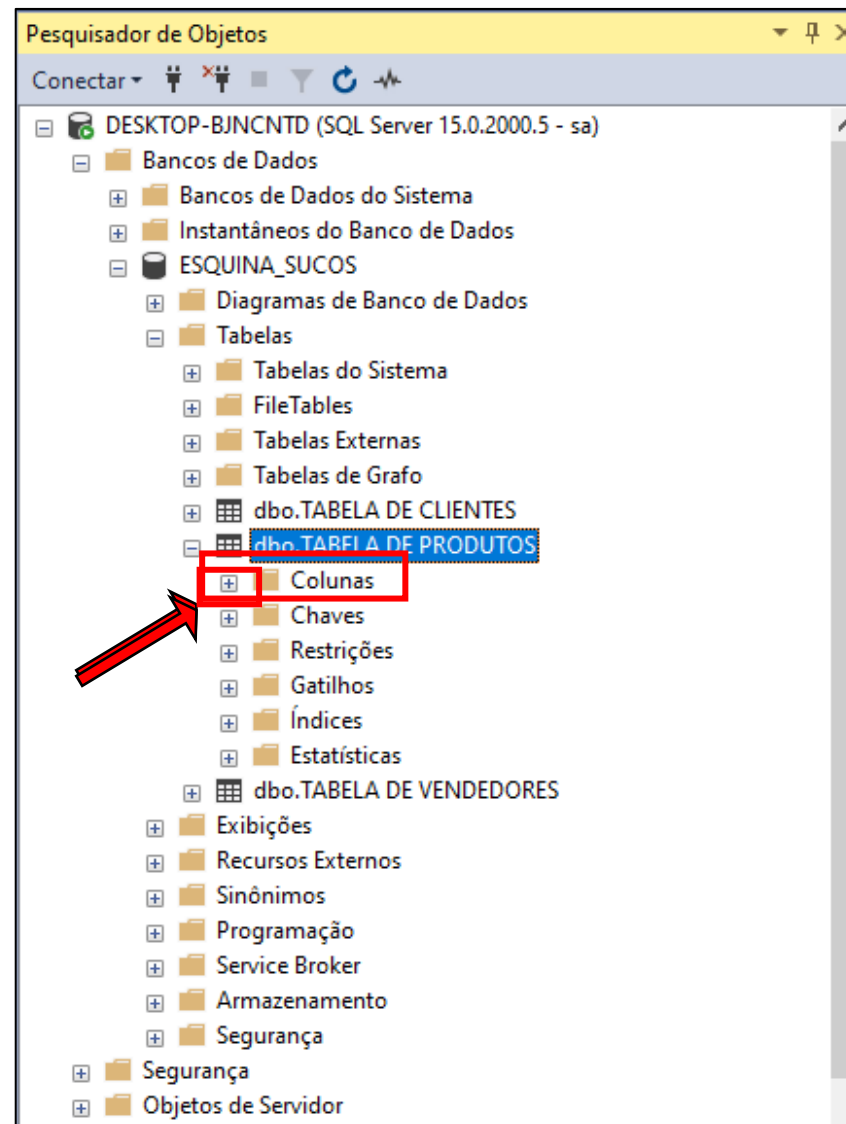 Pesquisador de Objetos
Conectar
DESKTOP-BJNCNTD (SQL Server 15.0.2000.5 - sa)
Bancos de Dados
Bancos de Dados do Sistema
Instantâneos do Banco de Dados
ESQUINA_SUCOS
Diagramas de Banco de Dados
Tabelas
Tabelas do Sistema
FileTables
Tabelas Externas
Tabelas de Grafo
dbo.TABELA DE CLIENTES
dbo.TABELA DE PRODUTOS
Colunas
Chaves
Restrições
Gatilhos
Índices
Estatísticas
dbo.TABELA DE VENDEDORES
Exibições
Recursos Externos
Sinônimos
Programação
Service Broker
Armazenamento
Segurança
Segurança
Objetos de Servidor